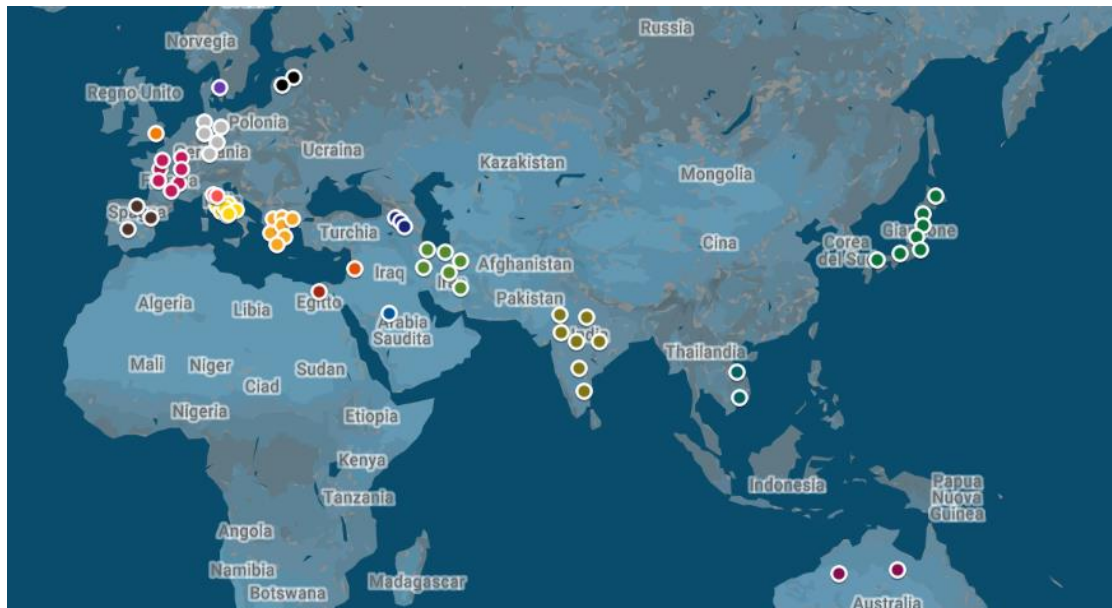 Russia
Norvegia
Regno Unito
Polonia
Germania
Ucraina
Kazakistan
Mongolia
Francia
Spagna
Turchia
Cina
Corea
del Sud
Giappone
Iraq
Iran
Afghanistan
Pakistan
Algeria
Libia
Egitto
Arabia
Saudita
India
Thailandia
Mali
Niger
Ciad
Sudan
Nigeria
Etiopia
Kenya
Tanzania
Indonesia
Papua
Nuova
Guinea
Angola
Namibia
Botswana
Madagascar
Australia